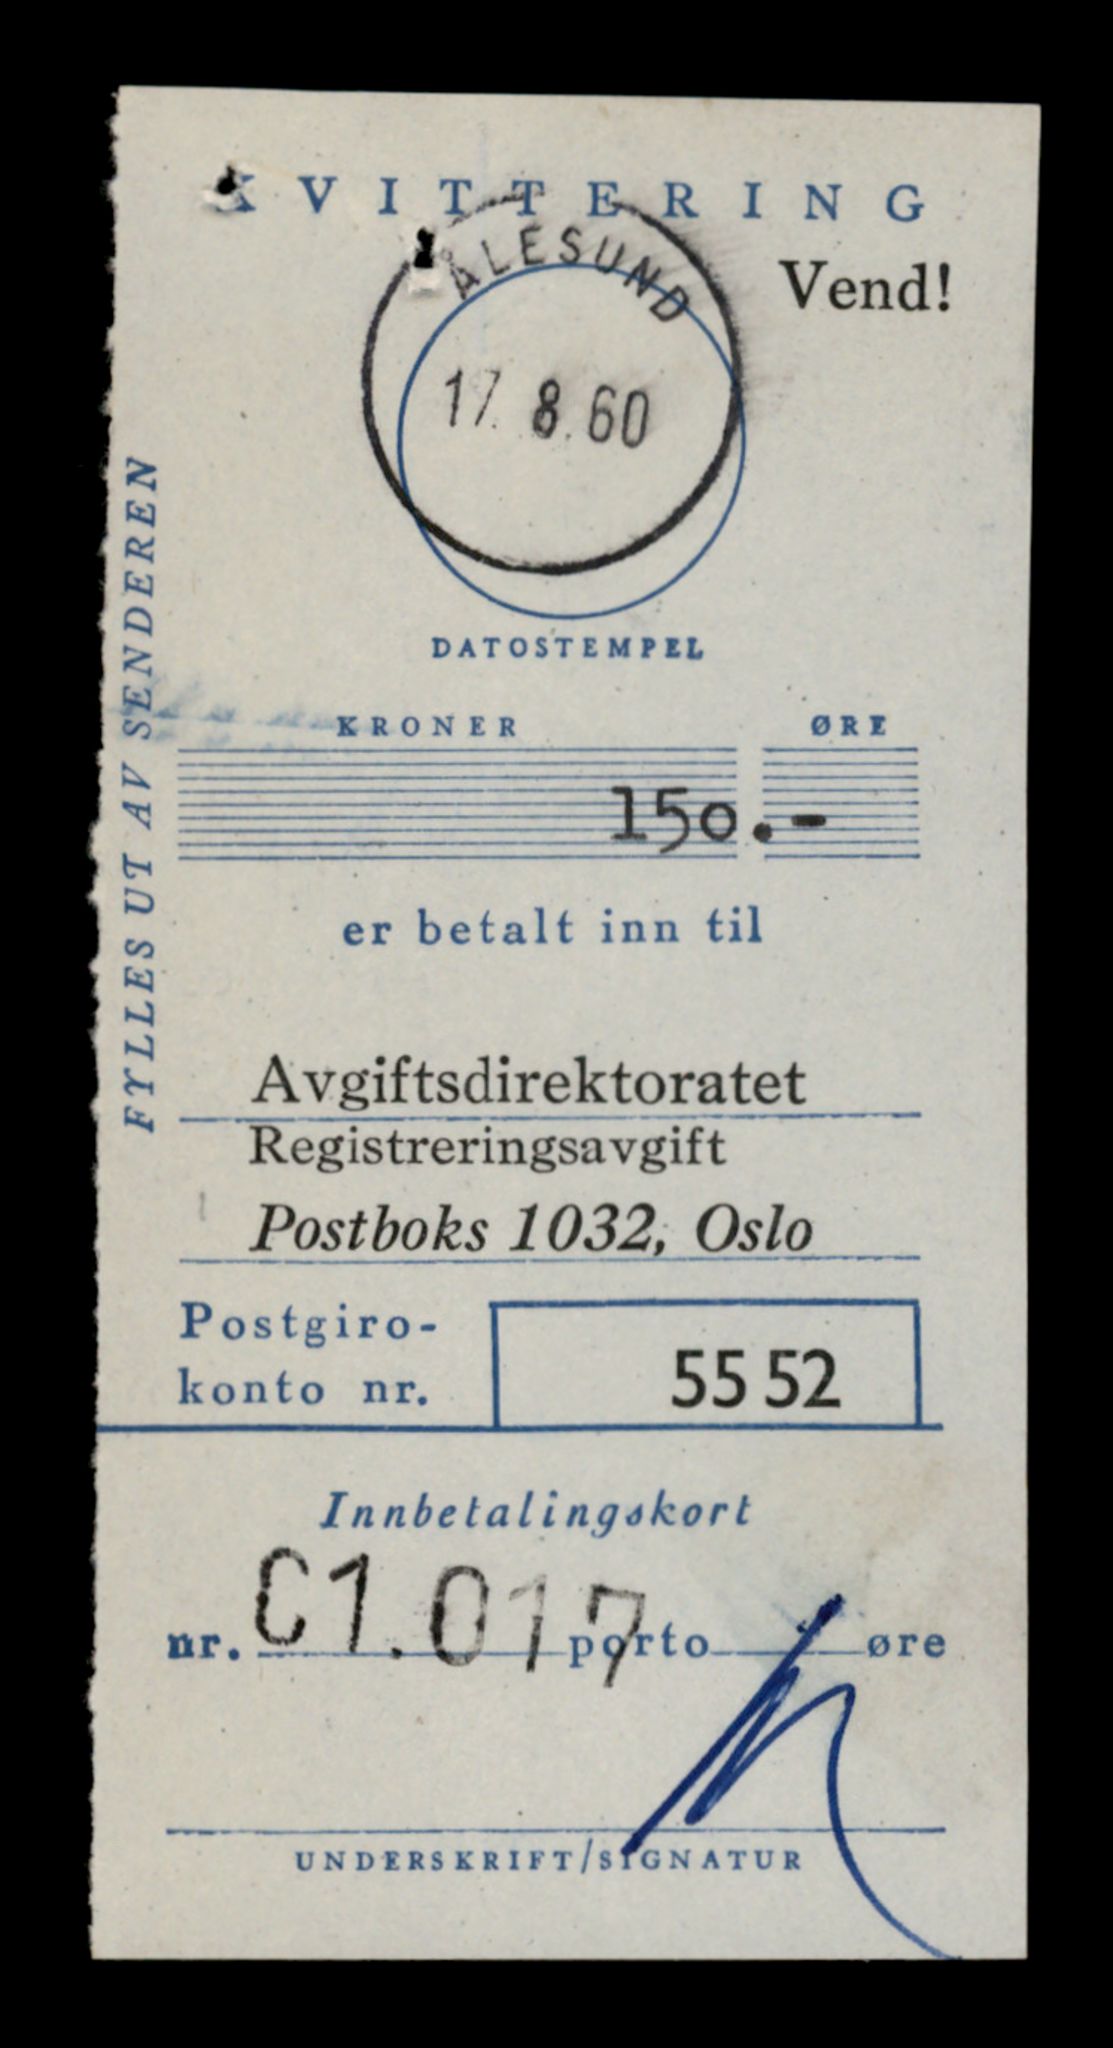 KVITTERING
Vend!
ÅLESUND
17. 8. 60
DATOSTEMPEL
FYLLES UT AV SENDEREN
KRONER ØRE
150.-
er betalt inn til
Avgiftsdirektoratet
Registreringsavgift
Postboks 1032, Oslo
Postgiro-
konto nr. 55 52
Innbetalingskort
nr. C1.017 porto øre
UNDERSKRIFT/SIGNATUR